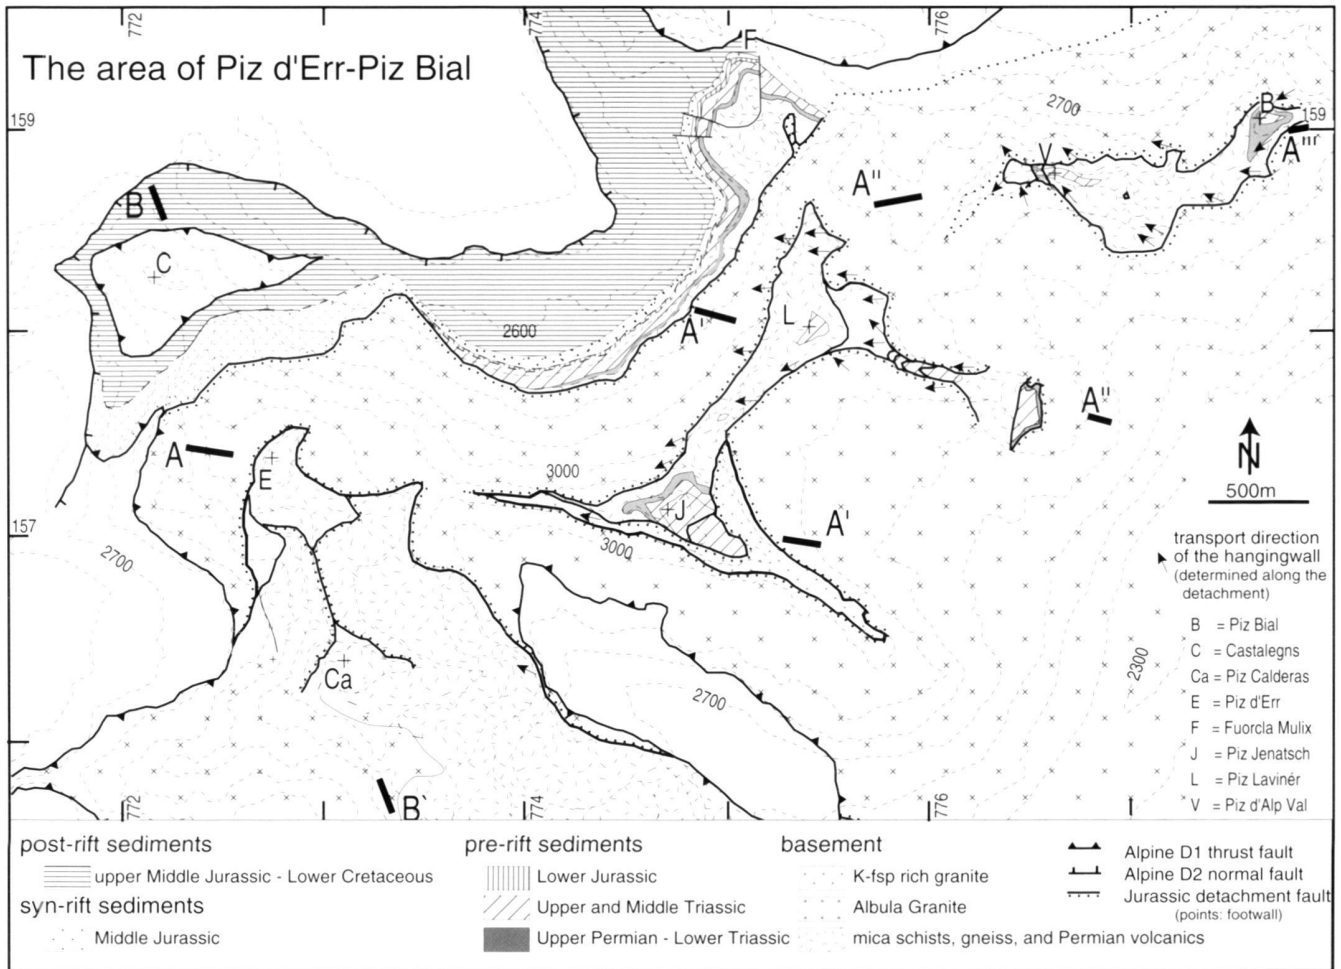 772
774
776
The area of Piz d'Err-Piz Bial
F
2700
B
159
159
A'''
V
A''
B
C
L
2600
A'
A''
A
E
3000
J
N
500m
157
A'
3000
2700
transport direction
of the hangingwall
(determined along the
detachment)
B = Piz Bial
C = Castalegns
Ca = Piz Calderas
E = Piz d'Err
F = Fuorcla Mulix
J = Piz Jenatsch
L = Piz Lavinér
V = Piz d'Alp Val
Ca
2700
2300
B`
772
774
776
post-rift sediments
upper Middle Jurassic - Lower Cretaceous
syn-rift sediments
Middle Jurassic
pre-rift sediments
Lower Jurassic
Upper and Middle Triassic
Upper Permian - Lower Triassic
basement
K-fsp rich granite
Albula Granite
mica schists, gneiss, and Permian volcanics
Alpine D1 thrust fault
Alpine D2 normal fault
Jurassic detachment fault
(points: footwall)